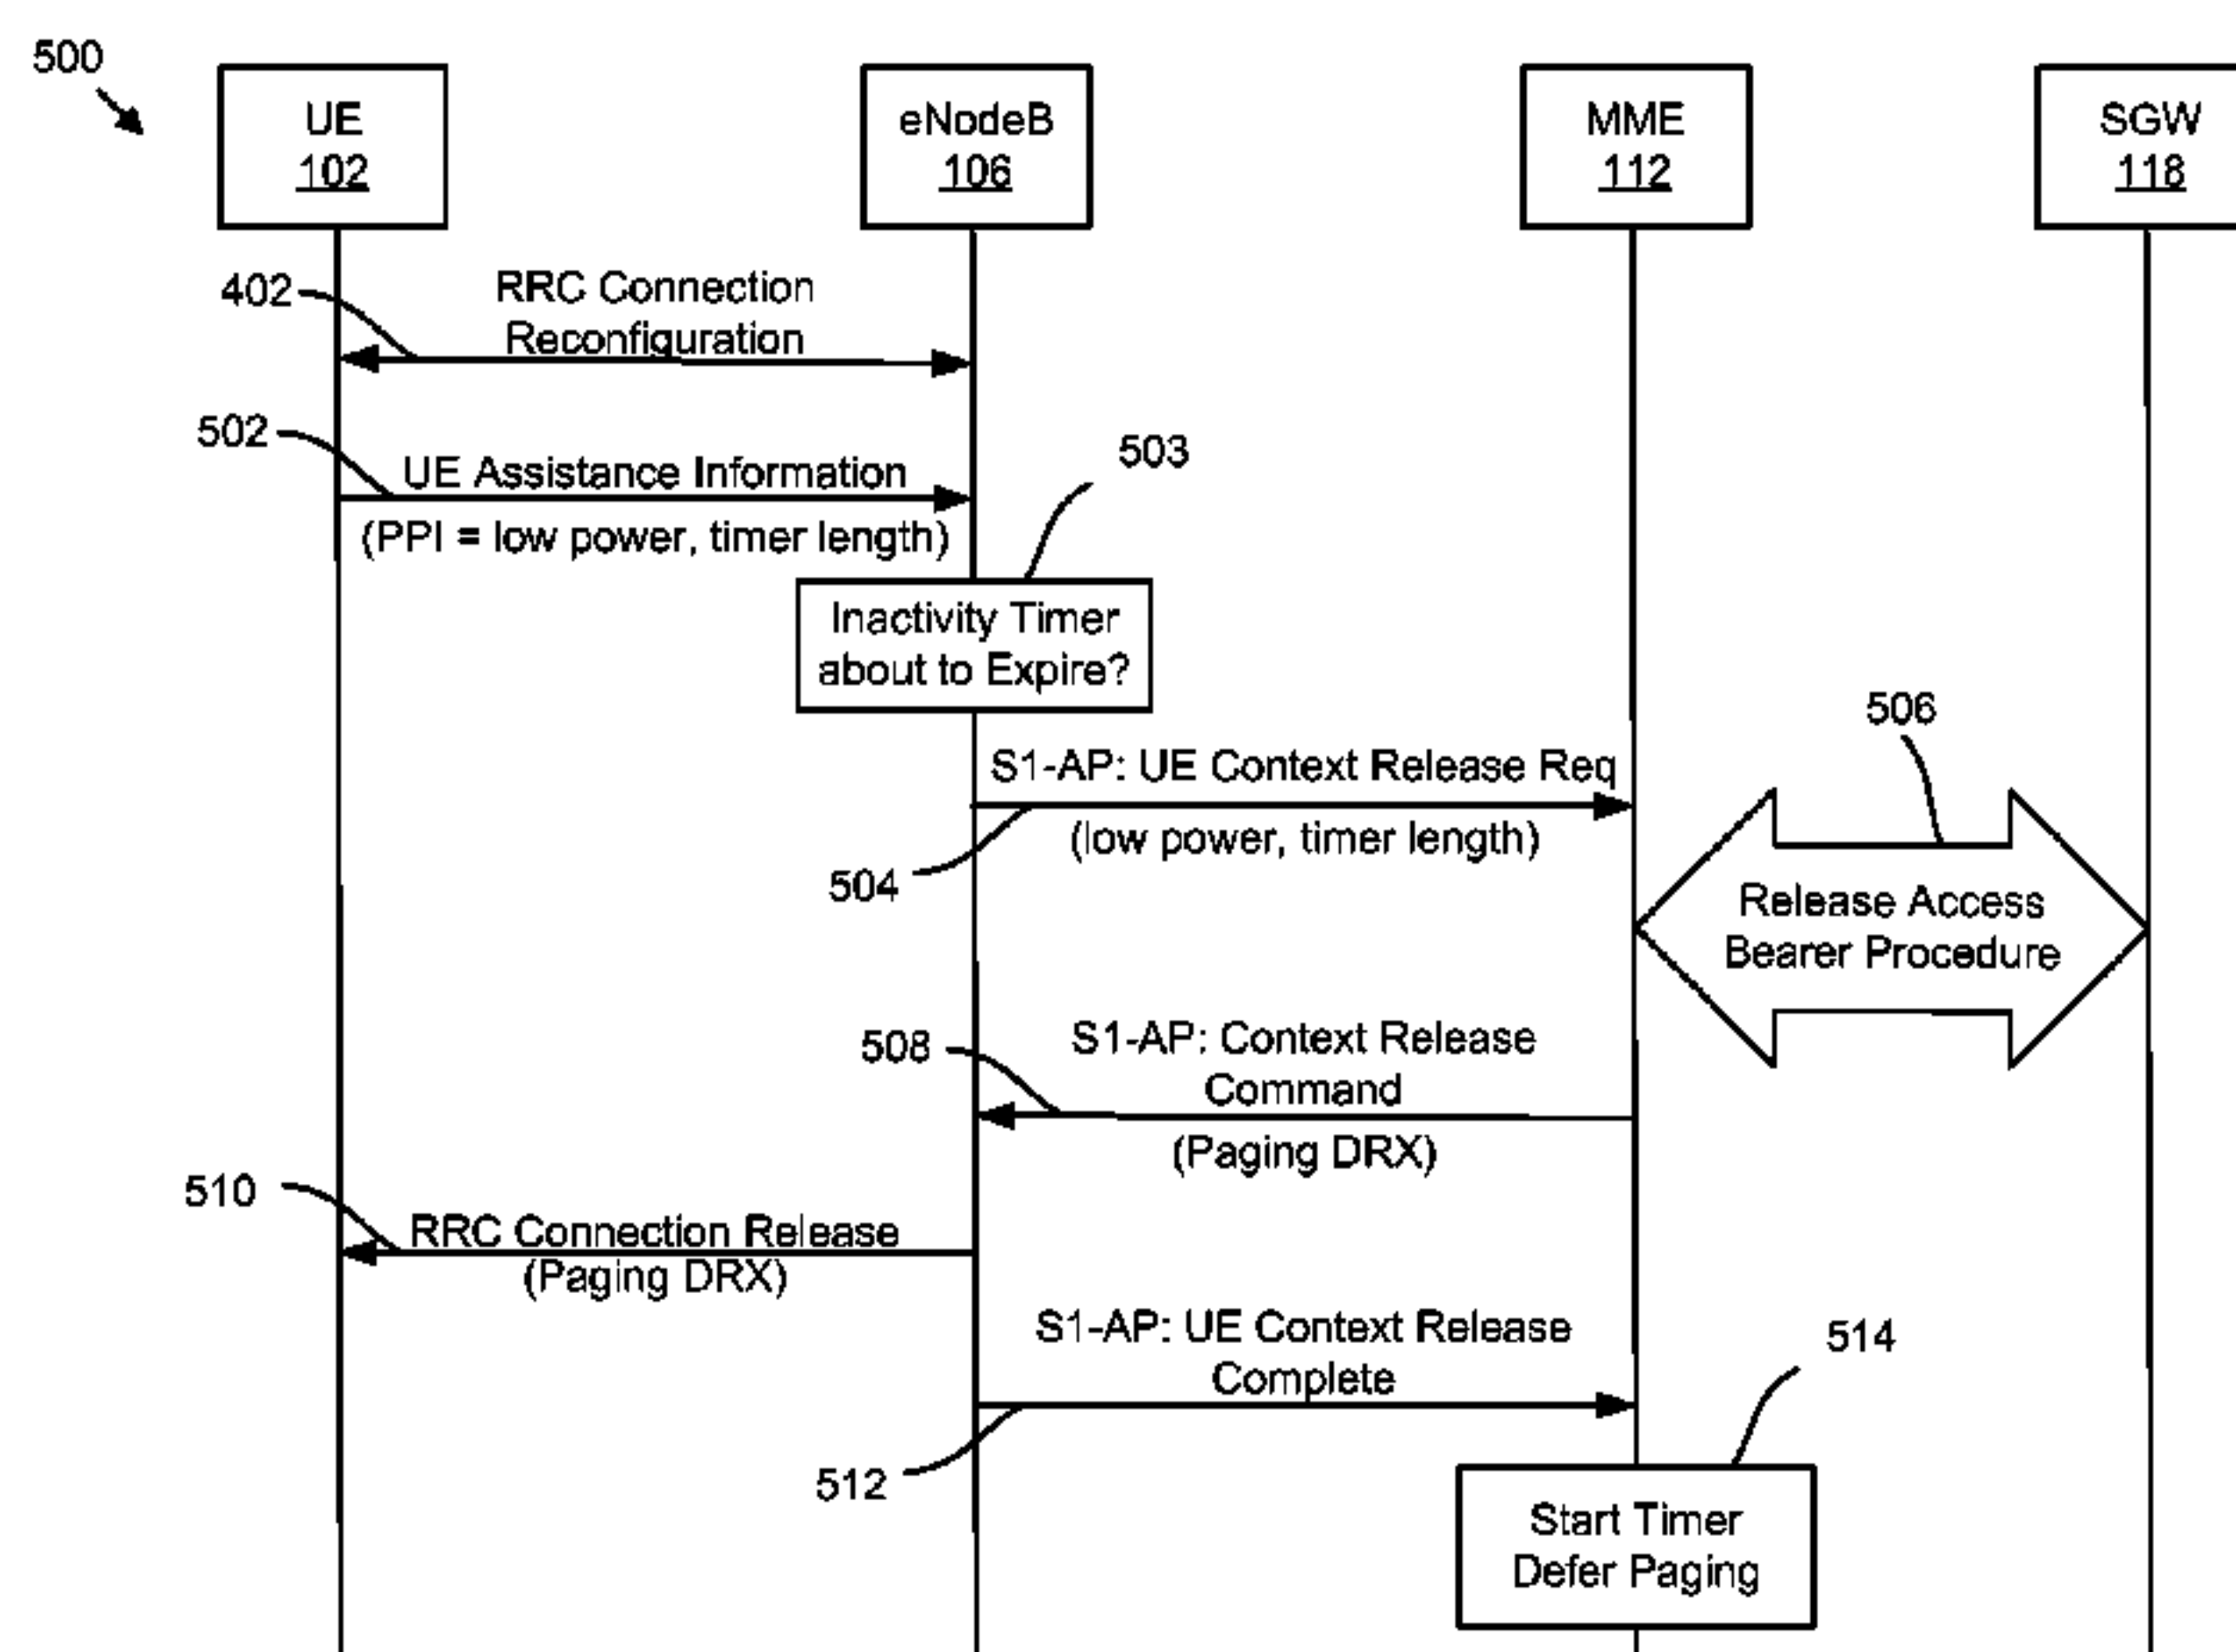 500
UE
102
eNodeB
106
MME
112
SGW
118
402
RRC Connection
Reconfiguration
502
UE Assistance Information
(PPI = low power, timer length)
503
Inactivity Timer
about to Expire?
S1-AP: UE Context Release Req
(low power, timer length)
504
506
Release Access
Bearer Procedure
508
S1-AP: Context Release
Command
(Paging DRX)
510
RRC Connection Release
(Paging DRX)
S1-AP: UE Context Release
Complete
512
514
Start Timer
Defer Paging